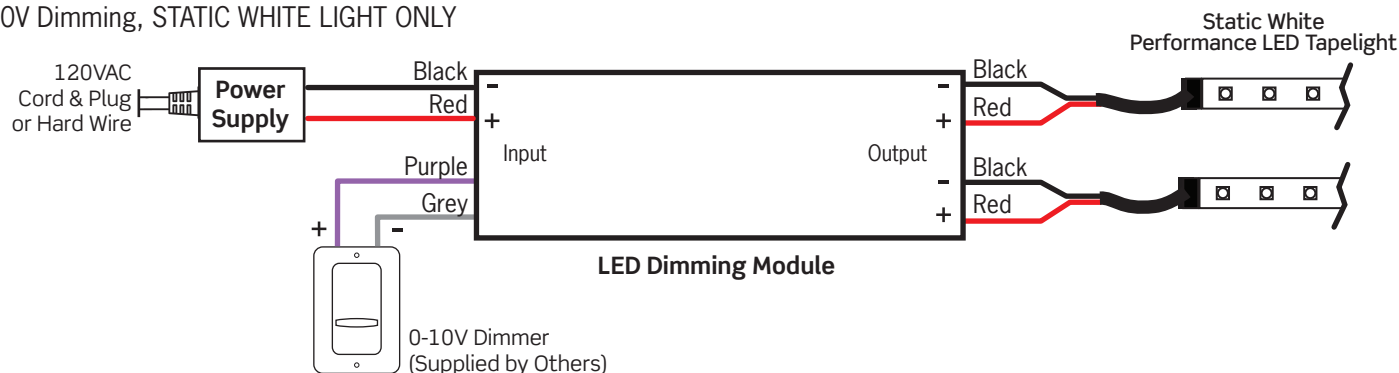 0V Dimming, STATIC WHITE LIGHT ONLY
Static White
Performance LED Tapelight
120VAC
Cord & Plug
or Hard Wire
Power
Supply
Black
Red
-
+
Input
Purple
Grey
+
-
Output
-
Black
+
Red
-
Black
+
Red
LED Dimming Module
0-10V Dimmer
(Supplied by Others)